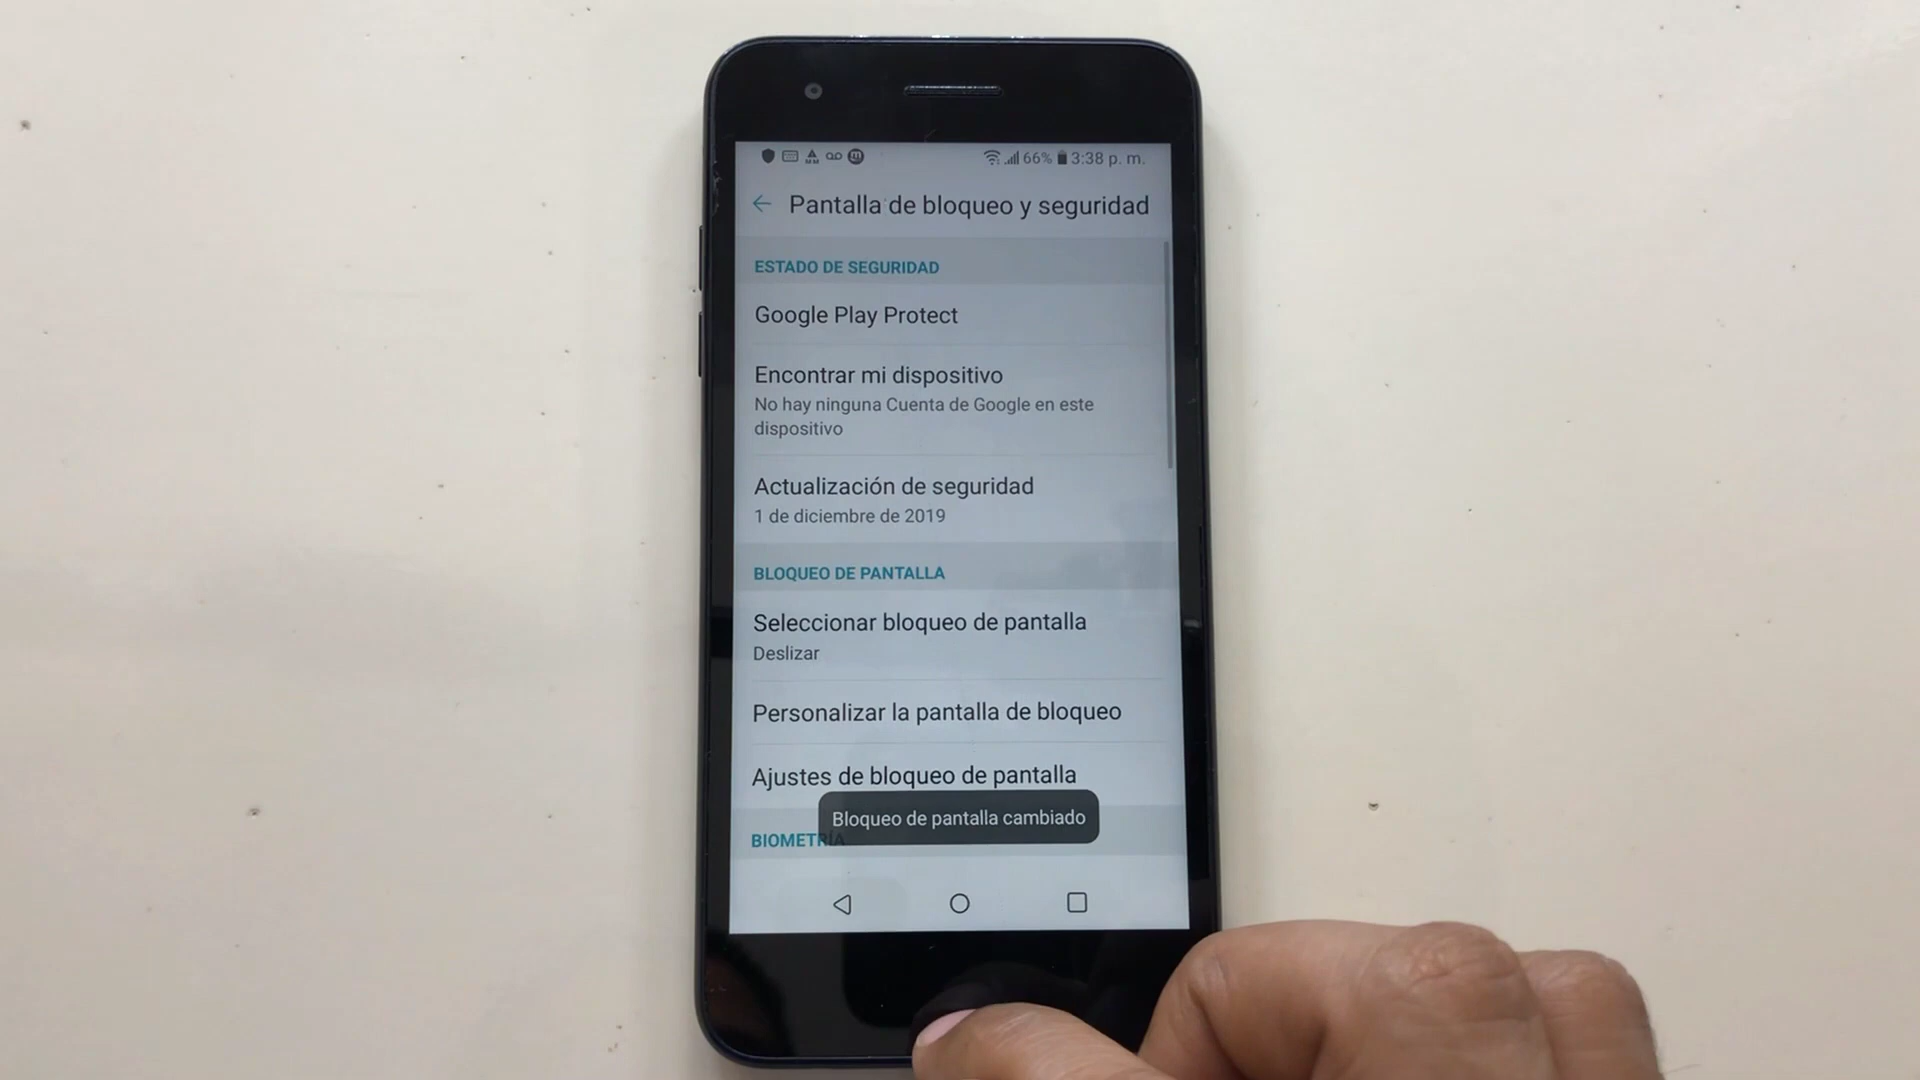 66% 3:38 p. m.
Pantalla de bloqueo y seguridad
ESTADO DE SEGURIDAD
Google Play Protect
Encontrar mi dispositivo
No hay ninguna Cuenta de Google en este
dispositivo
Actualización de seguridad
1 de diciembre de 2019
BLOQUEO DE PANTALLA
Seleccionar bloqueo de pantalla
Deslizar
Personalizar la pantalla de bloqueo
Ajustes de bloqueo de pantalla
Bloqueo de pantalla cambiado
BIOMETRÍA